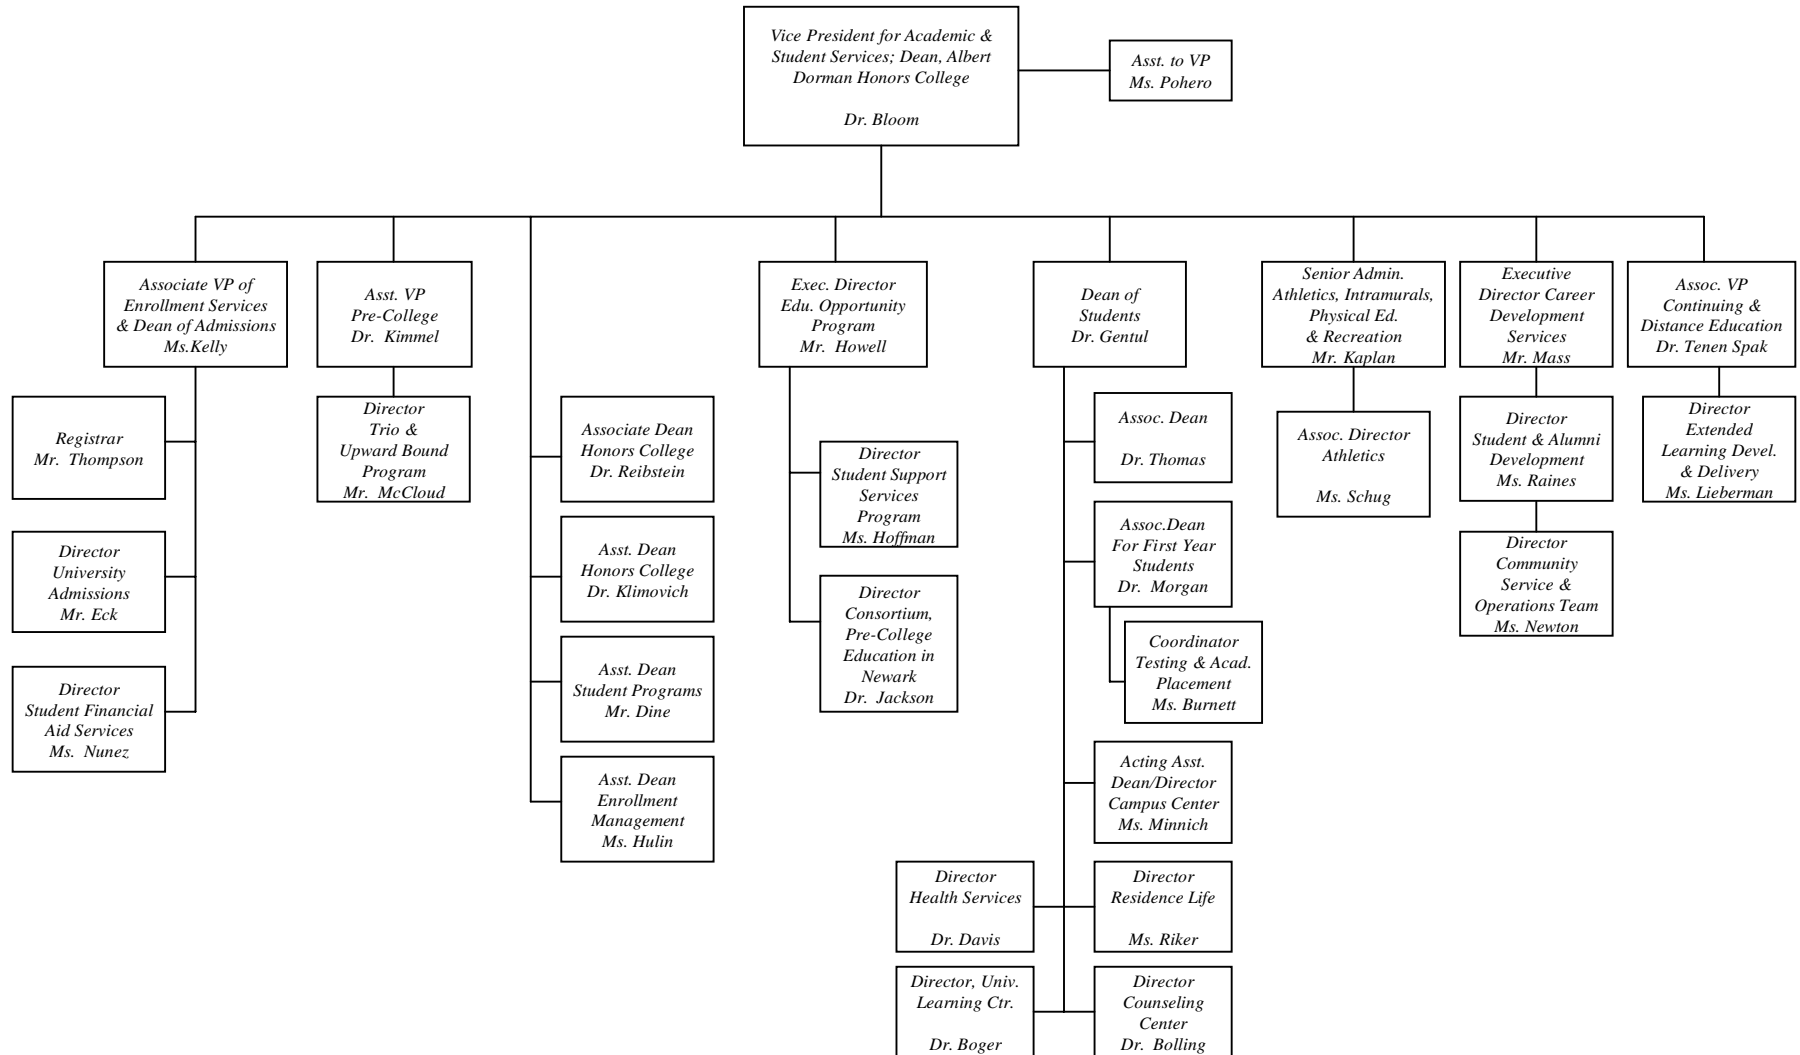 Vice President for Academic &
Student Services; Dean, Albert
Dorman Honors College
Dr. Bloom
Asst. to VP
Ms. Pohero
Associate VP of
Enrollment Services
& Dean of Admissions
Ms.Kelly
Asst. VP
Pre-College
Dr. Kimmel
Exec. Director
Edu. Opportunity
Program
Mr. Howell
Dean of
Students
Dr. Gentul
Senior Admin.
Athletics, Intramurals,
Physical Ed.
& Recreation
Mr. Kaplan
Executive
Director Career
Development
Services
Mr. Mass
Assoc. VP
Continuing &
Distance Education
Dr. Tenen Spak
Registrar
Mr. Thompson
Director
University
Admissions
Mr. Eck
Director
Student Financial
Aid Services
Ms. Nunez
Director
Trio &
Upward Bound
Program
Mr. McCloud
Associate Dean
Honors College
Dr. Reibstein
Asst. Dean
Honors College
Dr. Klimovich
Asst. Dean
Student Programs
Mr. Dine
Asst. Dean
Enrollment
Management
Ms. Hulin
Director
Student Support
Services
Program
Ms. Hoffman
Director
Consortium,
Pre-College
Education in
Newark
Dr. Jackson
Assoc. Dean
Dr. Thomas
Assoc.Dean
For First Year
Students
Dr. Morgan
Coordinator
Testing & Acad.
Placement
Ms. Burnett
Acting Asst.
Dean/Director
Campus Center
Ms. Minnich
Director
Health Services
Dr. Davis
Director
Residence Life
Ms. Riker
Director, Univ.
Learning Ctr.
Dr. Boger
Director
Counseling
Center
Dr. Bolling
Assoc. Director
Athletics
Ms. Schug
Director
Student & Alumni
Development
Ms. Raines
Director
Community
Service &
Operations Team
Ms. Newton
Director
Extended
Learning Devel.
& Delivery
Ms. Lieberman